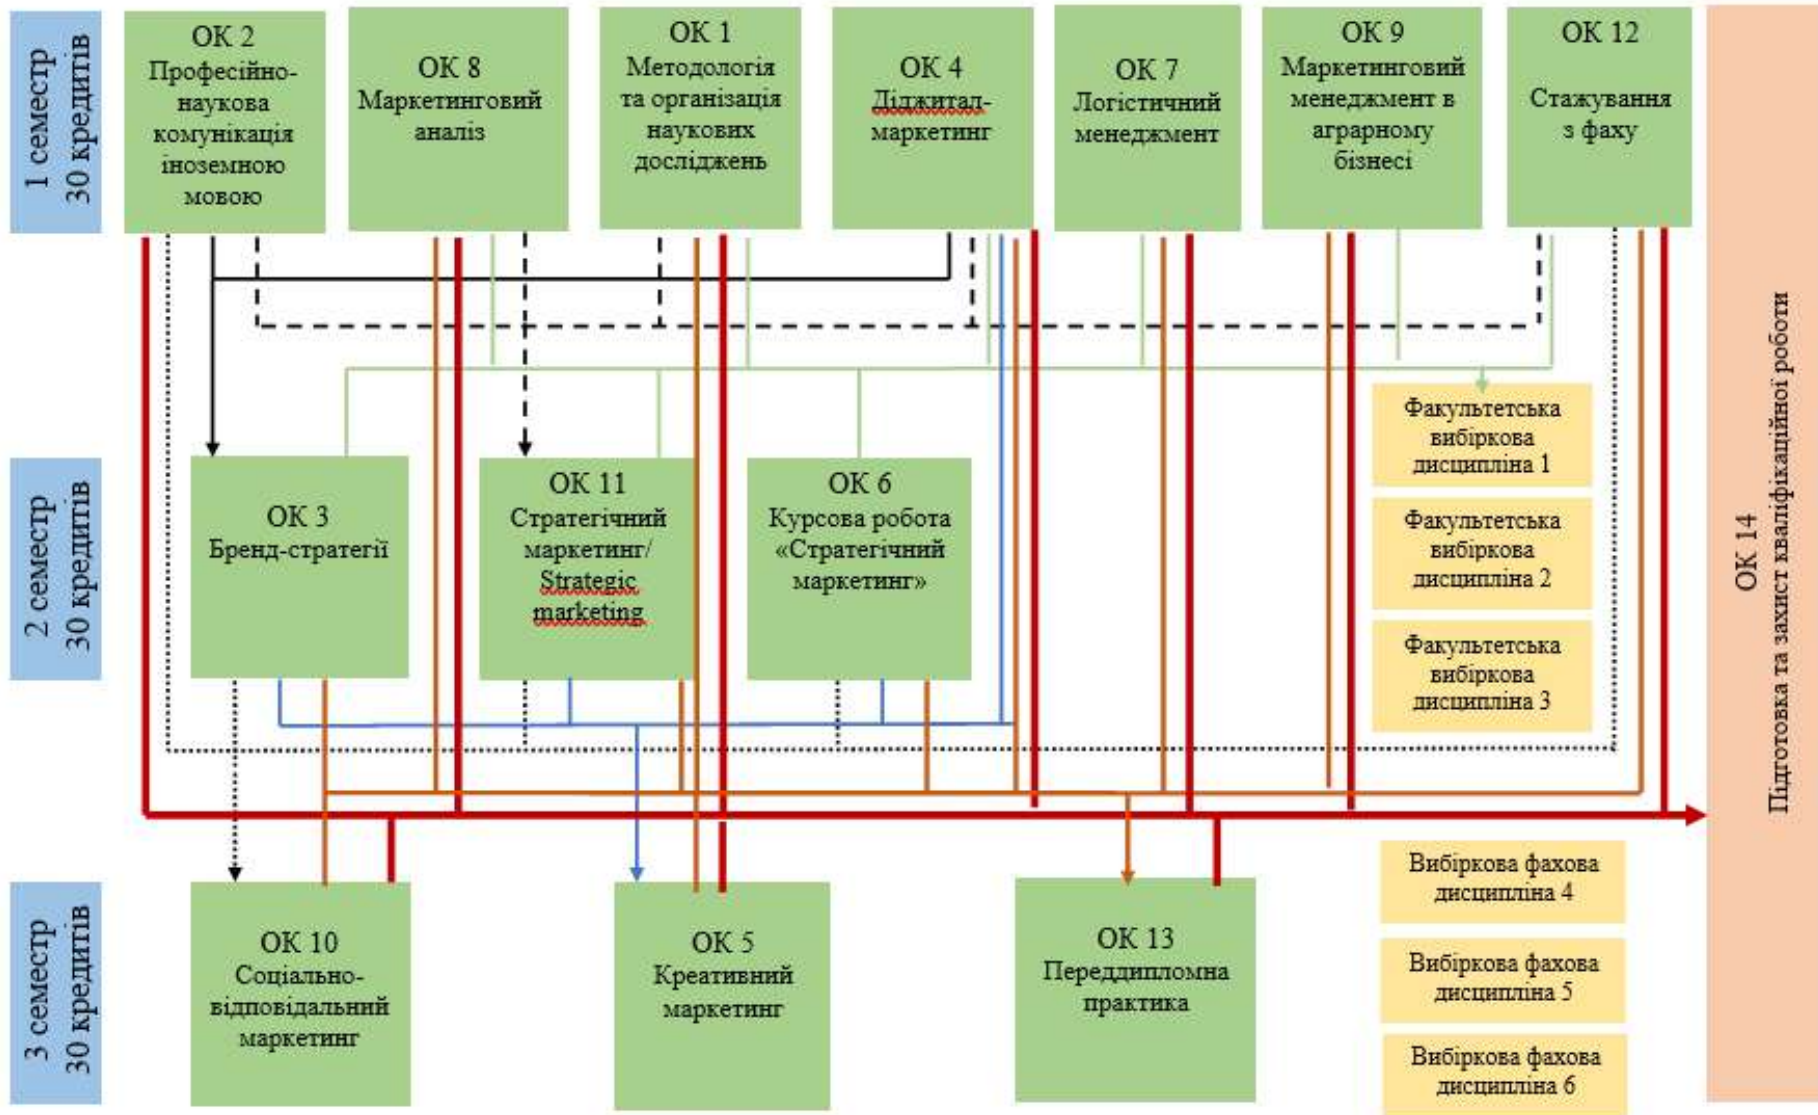 1 семестр
30 кредитів
ОК 2
Професійно-
наукова
комунікація
іноземною
мовою
ОК 8
Маркетинговий
аналіз
ОК 1
Методологія
та організація
наукових
досліджень
ОК 4
Діджитал-
маркетинг
ОК 7
Логістичний
менеджмент
ОК 9
Маркетинговий
менеджмент в
аграрному
бізнесі
ОК 12
Стажування
з фаху
2 семестр
30 кредитів
ОК 3
Бренд-стратегії
ОК 11
Стратегічний
маркетинг/
Strategic
marketing
ОК 6
Курсова робота
«Стратегічний
маркетинг»
Факультетська
вибіркова
дисципліна 1
Факультетська
вибіркова
дисципліна 2
Факультетська
вибіркова
дисципліна 3
3 семестр
30 кредитів
ОК 10
Соціально-
відповідальний
маркетинг
ОК 5
Креативний
маркетинг
ОК 13
Переддипломна
практика
Вибіркова фахова
дисципліна 4
Вибіркова фахова
дисципліна 5
Вибіркова фахова
дисципліна 6
ОК 14
Підготовка та захист кваліфікаційної роботи